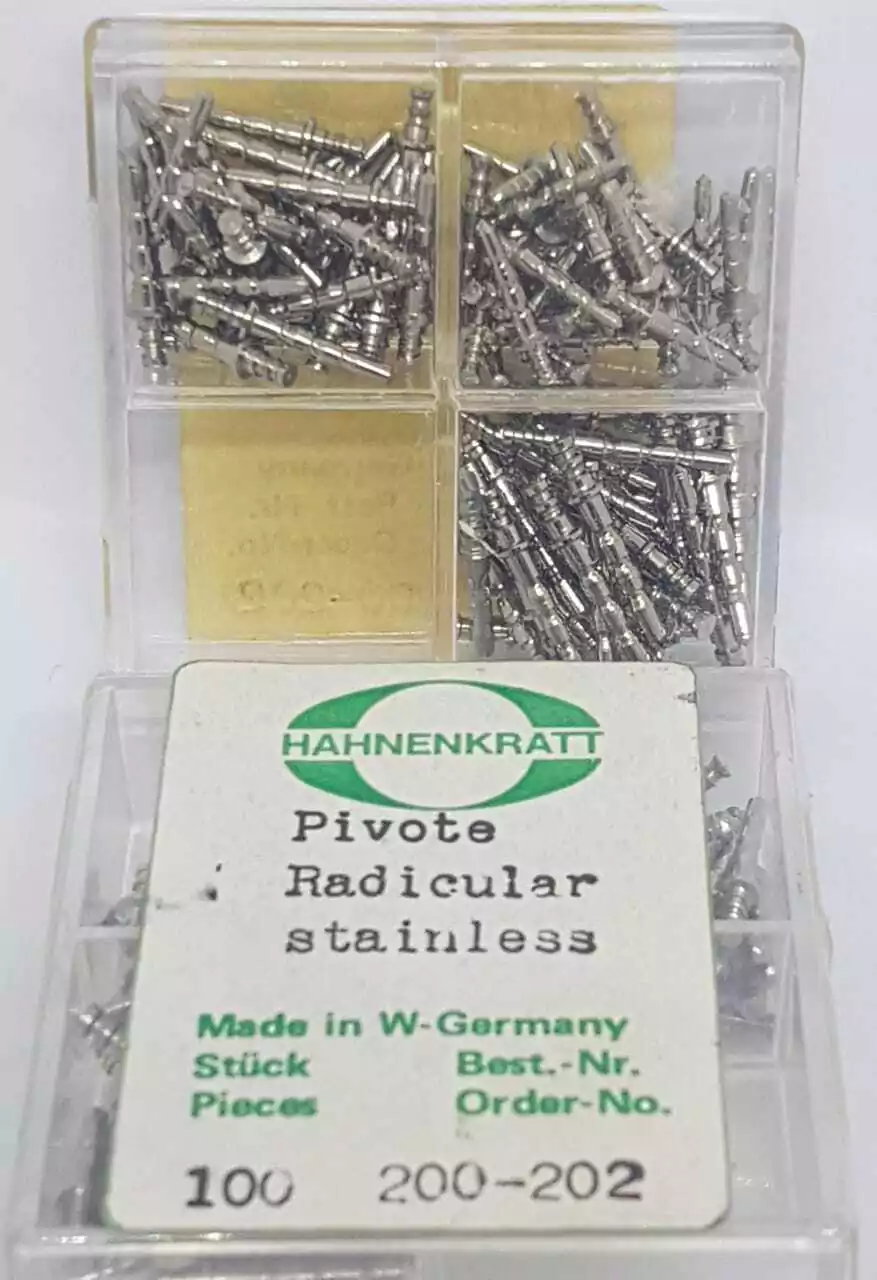 HAHNENKRATT
Pivote
Radicular
stainless
Made in W-Germany
Stück Best.-Nr.
Pieces Order-No.
100 200-202